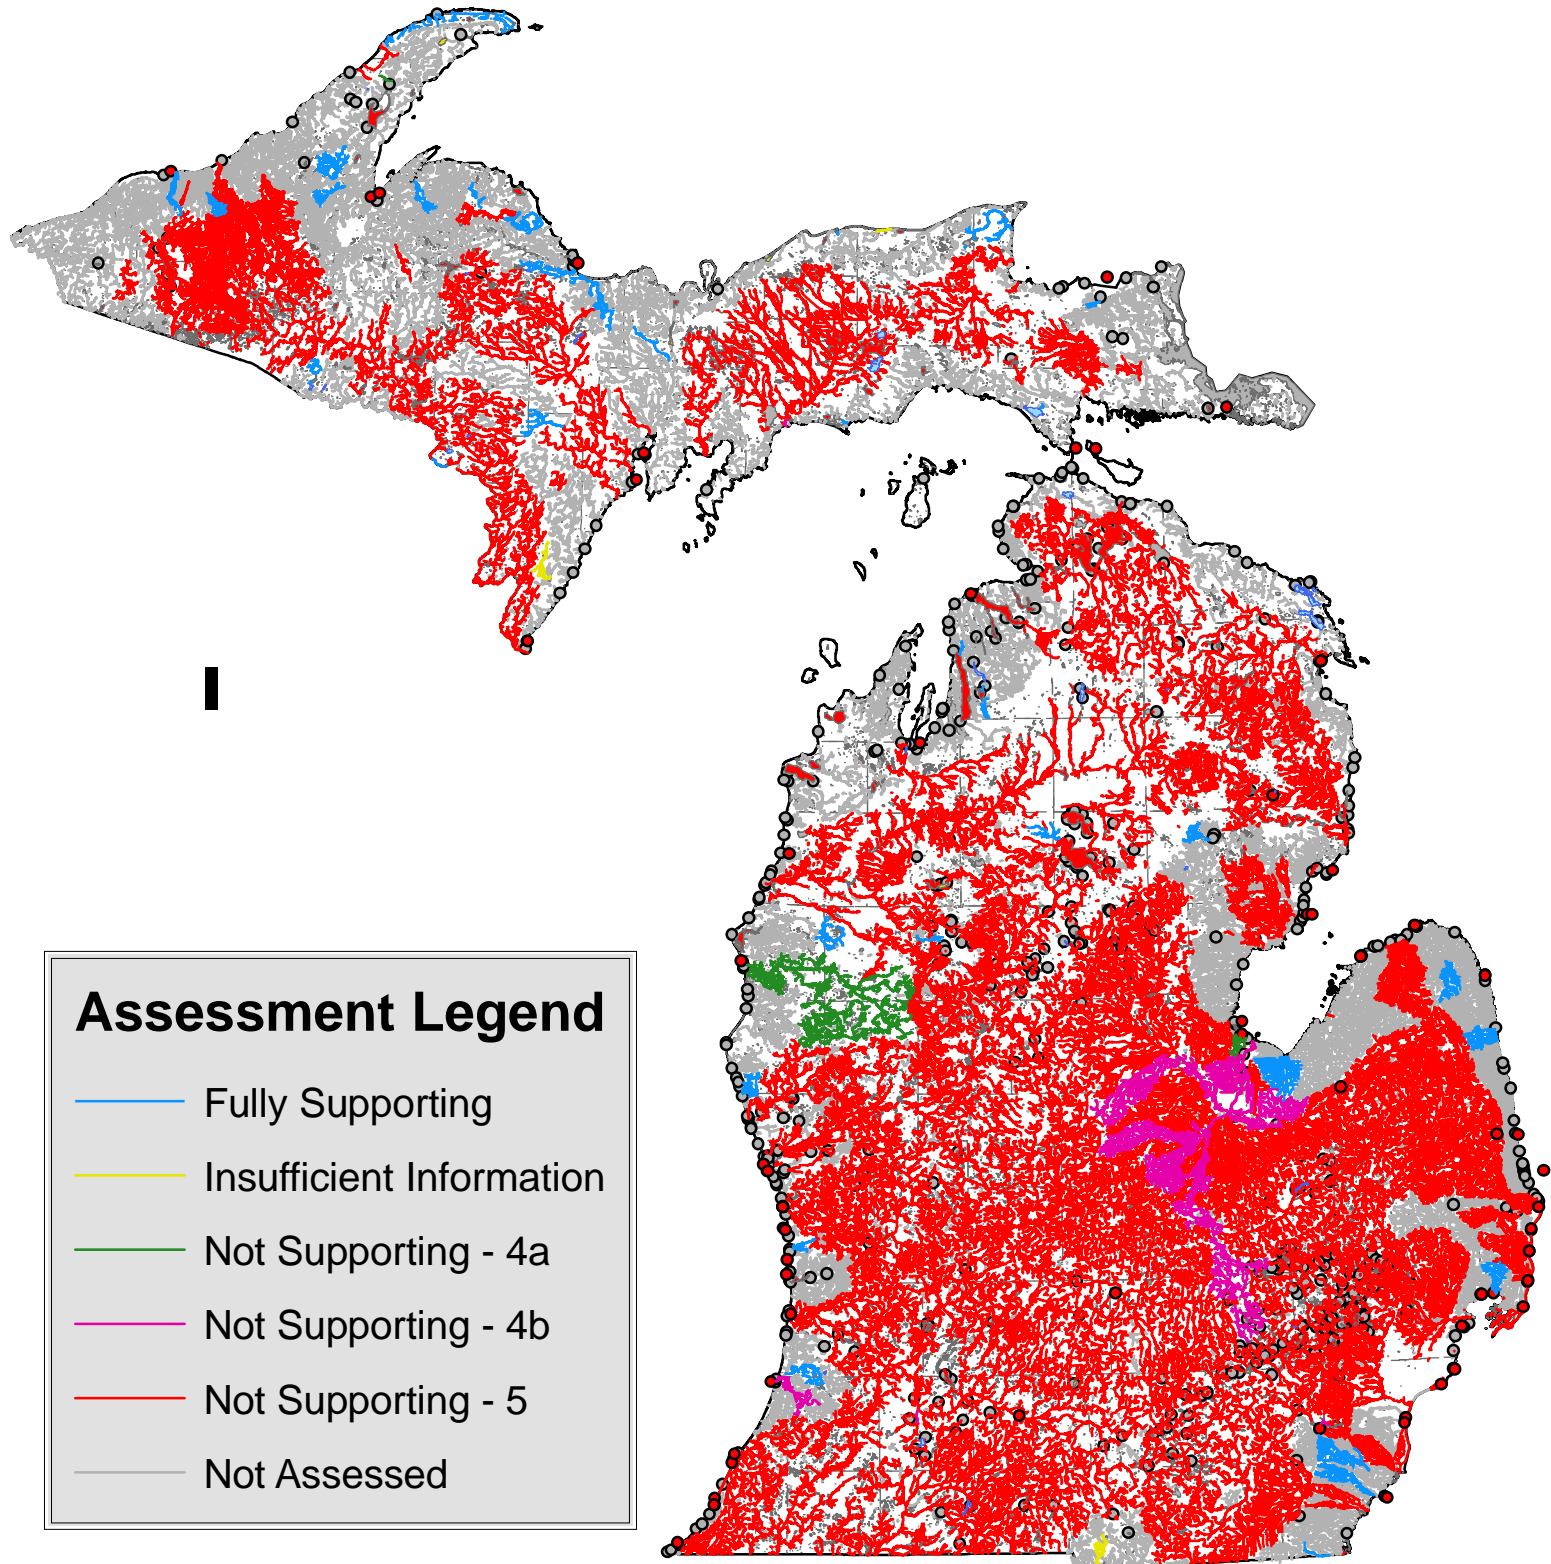 Assessment Legend
Fully Supporting
Insufficient Information
Not Supporting - 4a
Not Supporting - 4b
Not Supporting - 5
Not Assessed